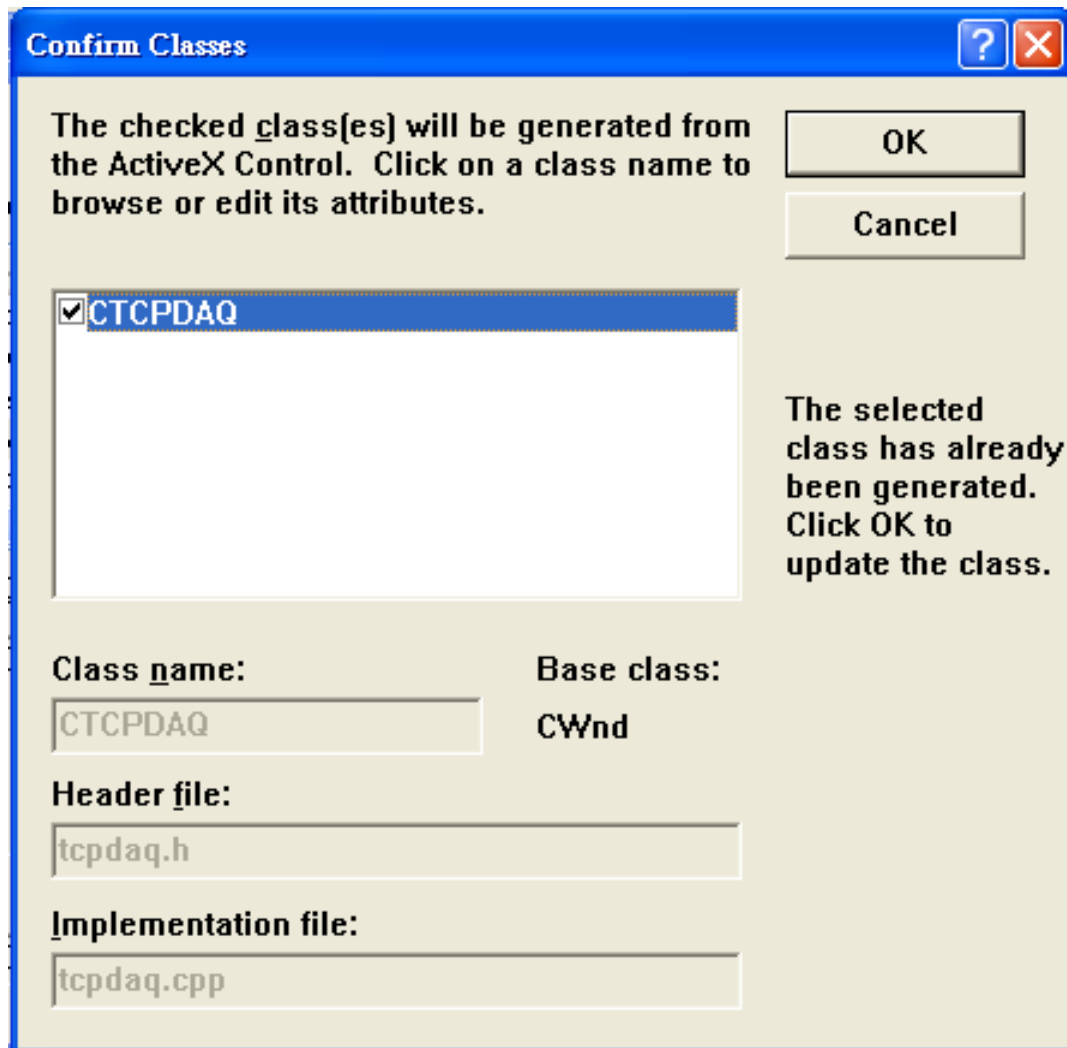 Confirm Classes
The checked class(es) will be generated from
the ActiveX Control. Click on a class name to
browse or edit its attributes.
OK
Cancel
CTCPDAQ
The selected
class has already
been generated.
Click OK to
update the class.
Class name:
Base class:
CTCPDAQ
CWnd
Header file:
tcpdaq.h
Implementation file:
tcpdaq.cpp